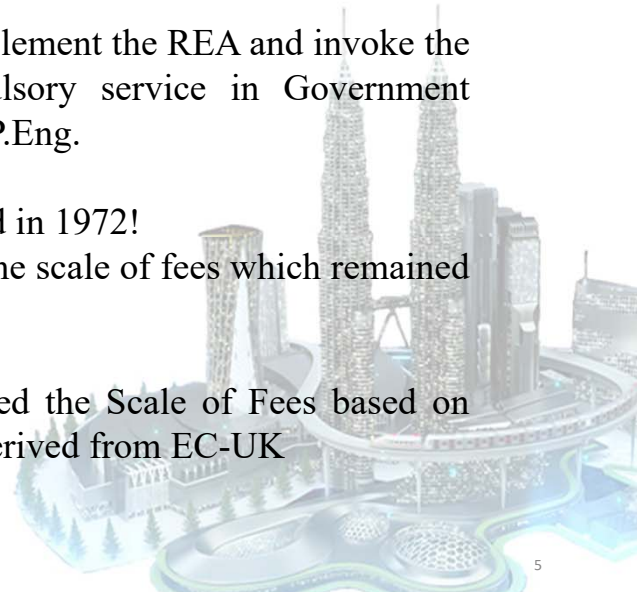 lement the REA and invoke the
ulsory service in Government
P.Eng.
d in 1972!
he scale of fees which remained
ed the Scale of Fees based on
erived from EC-UK
5